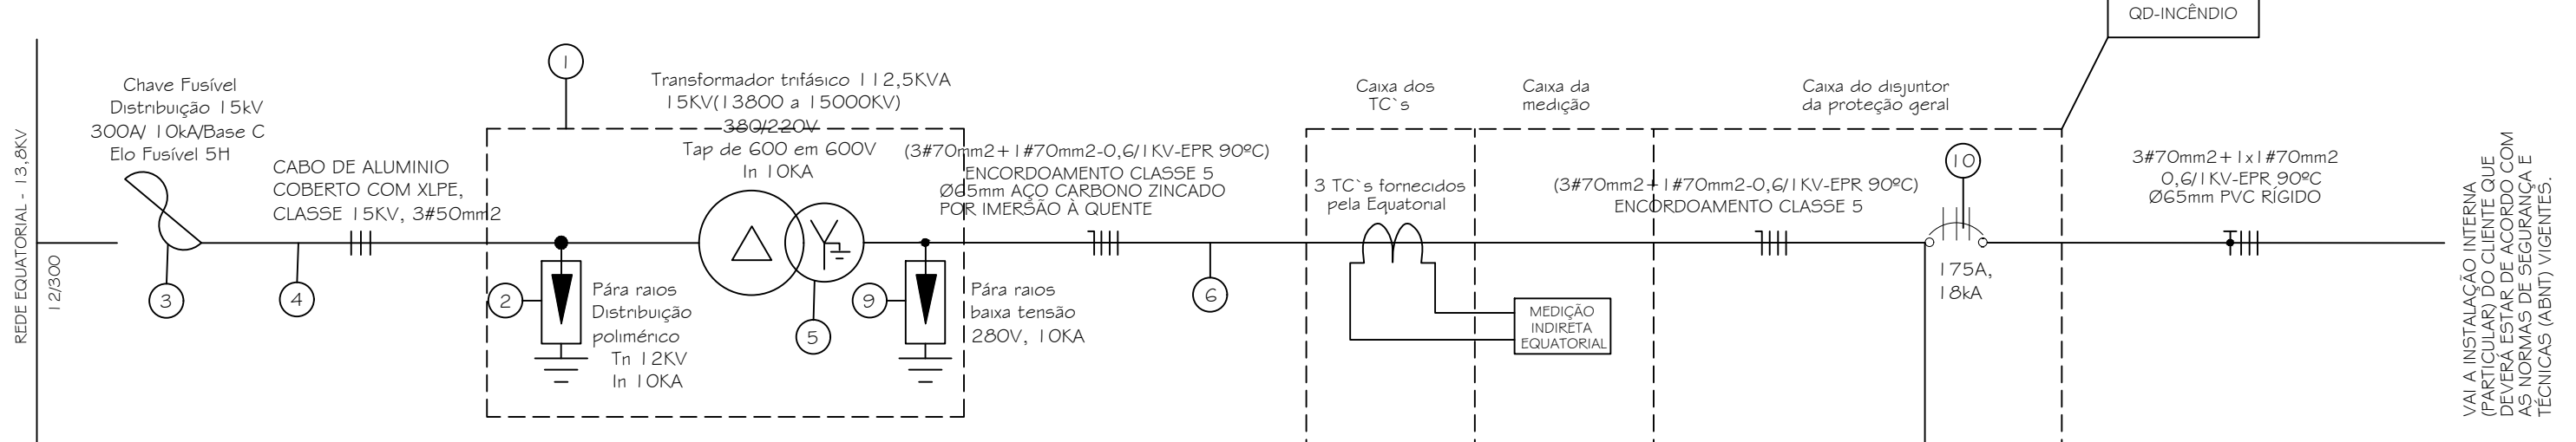 QD-INCÊNDIO
REDE EQUATORIAL - 13,8KV
12/300
Chave Fusível
Distribuição 15kV
300A/ 10kA/Base C
Elo Fusível 5H
3
CABO DE ALUMINIO
COBERTO COM XLPE,
CLASSE 15KV, 3#50mm2
4
1
Transformador trifásico 112,5KVA
15KV(13800 a 15000KV)
380/220V
Tap de 600 em 600V
In 10KA
2
Pára raios
Distribuição
polimérico
Tn 12KV
In 10KA
5
9
Pára raios
baixa tensão
280V, 10KA
(3#70mm2+1#70mm2-0,6/1KV-EPR 90ºC)
ENCORDOAMENTO CLASSE 5
Ø65mm AÇO CARBONO ZINCADO
POR IMERSÃO À QUENTE
6
Caixa dos
TC`s
3 TC`s fornecidos
pela Equatorial
Caixa da
medição
MEDIÇÃO
INDIRETA
EQUATORIAL
Caixa do disjuntor
da proteção geral
(3#70mm2+1#70mm2-0,6/1KV-EPR 90ºC)
ENCORDOAMENTO CLASSE 5
10
175A,
18kA
3#70mm2+1x1#70mm2
0,6/1KV-EPR 90ºC
Ø65mm PVC RÍGIDO
VAI A INSTALAÇÃO INTERNA
(PARTICULAR) DO CLIENTE QUE
DEVERÁ ESTAR DE ACORDO COM
AS NORMAS DE SEGURANÇA E
TÉCNICAS (ABNT) VIGENTES.